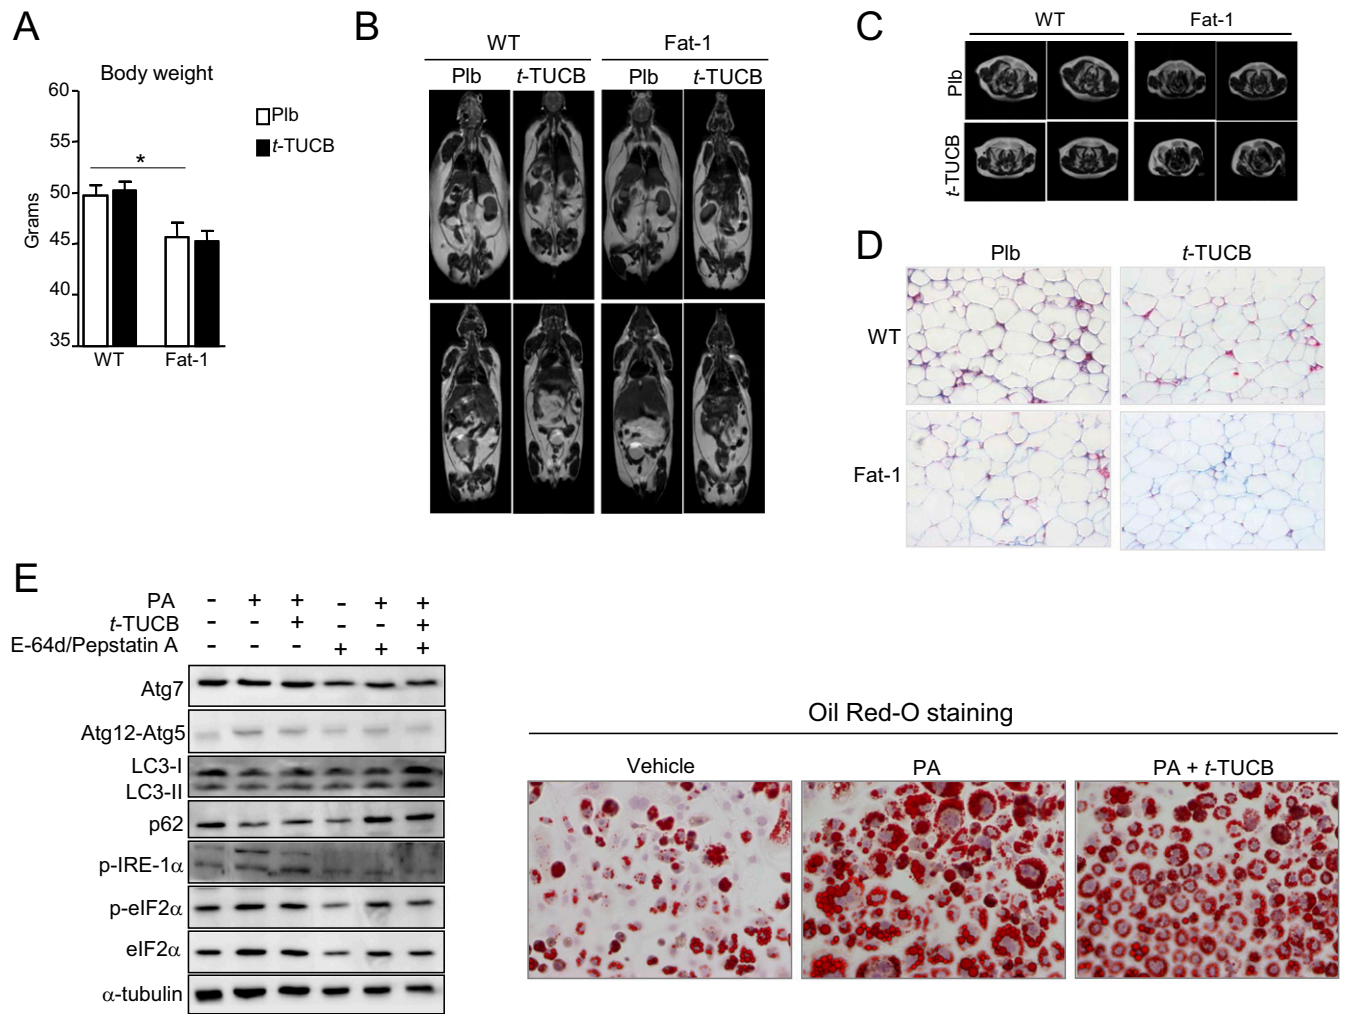 A
Body weight
60
55
50
45
40
35
Grams
*
WT
Fat-1
Plb
t-TUCB
B
WT
Fat-1
Plb
t-TUCB
Plb
t-TUCB
C
WT
Fat-1
Plb
t-TUCB
D
Plb
t-TUCB
WT
Fat-1
E
PA - + + - + +
t-TUCB - - + - - +
E-64d/Pepstatin A - - - + + +
Atg7
Atg12-Atg5
LC3-I
LC3-II
p62
p-IRE-1α
p-eIF2α
eIF2α
α-tubulin
Oil Red-O staining
Vehicle
PA
PA + t-TUCB